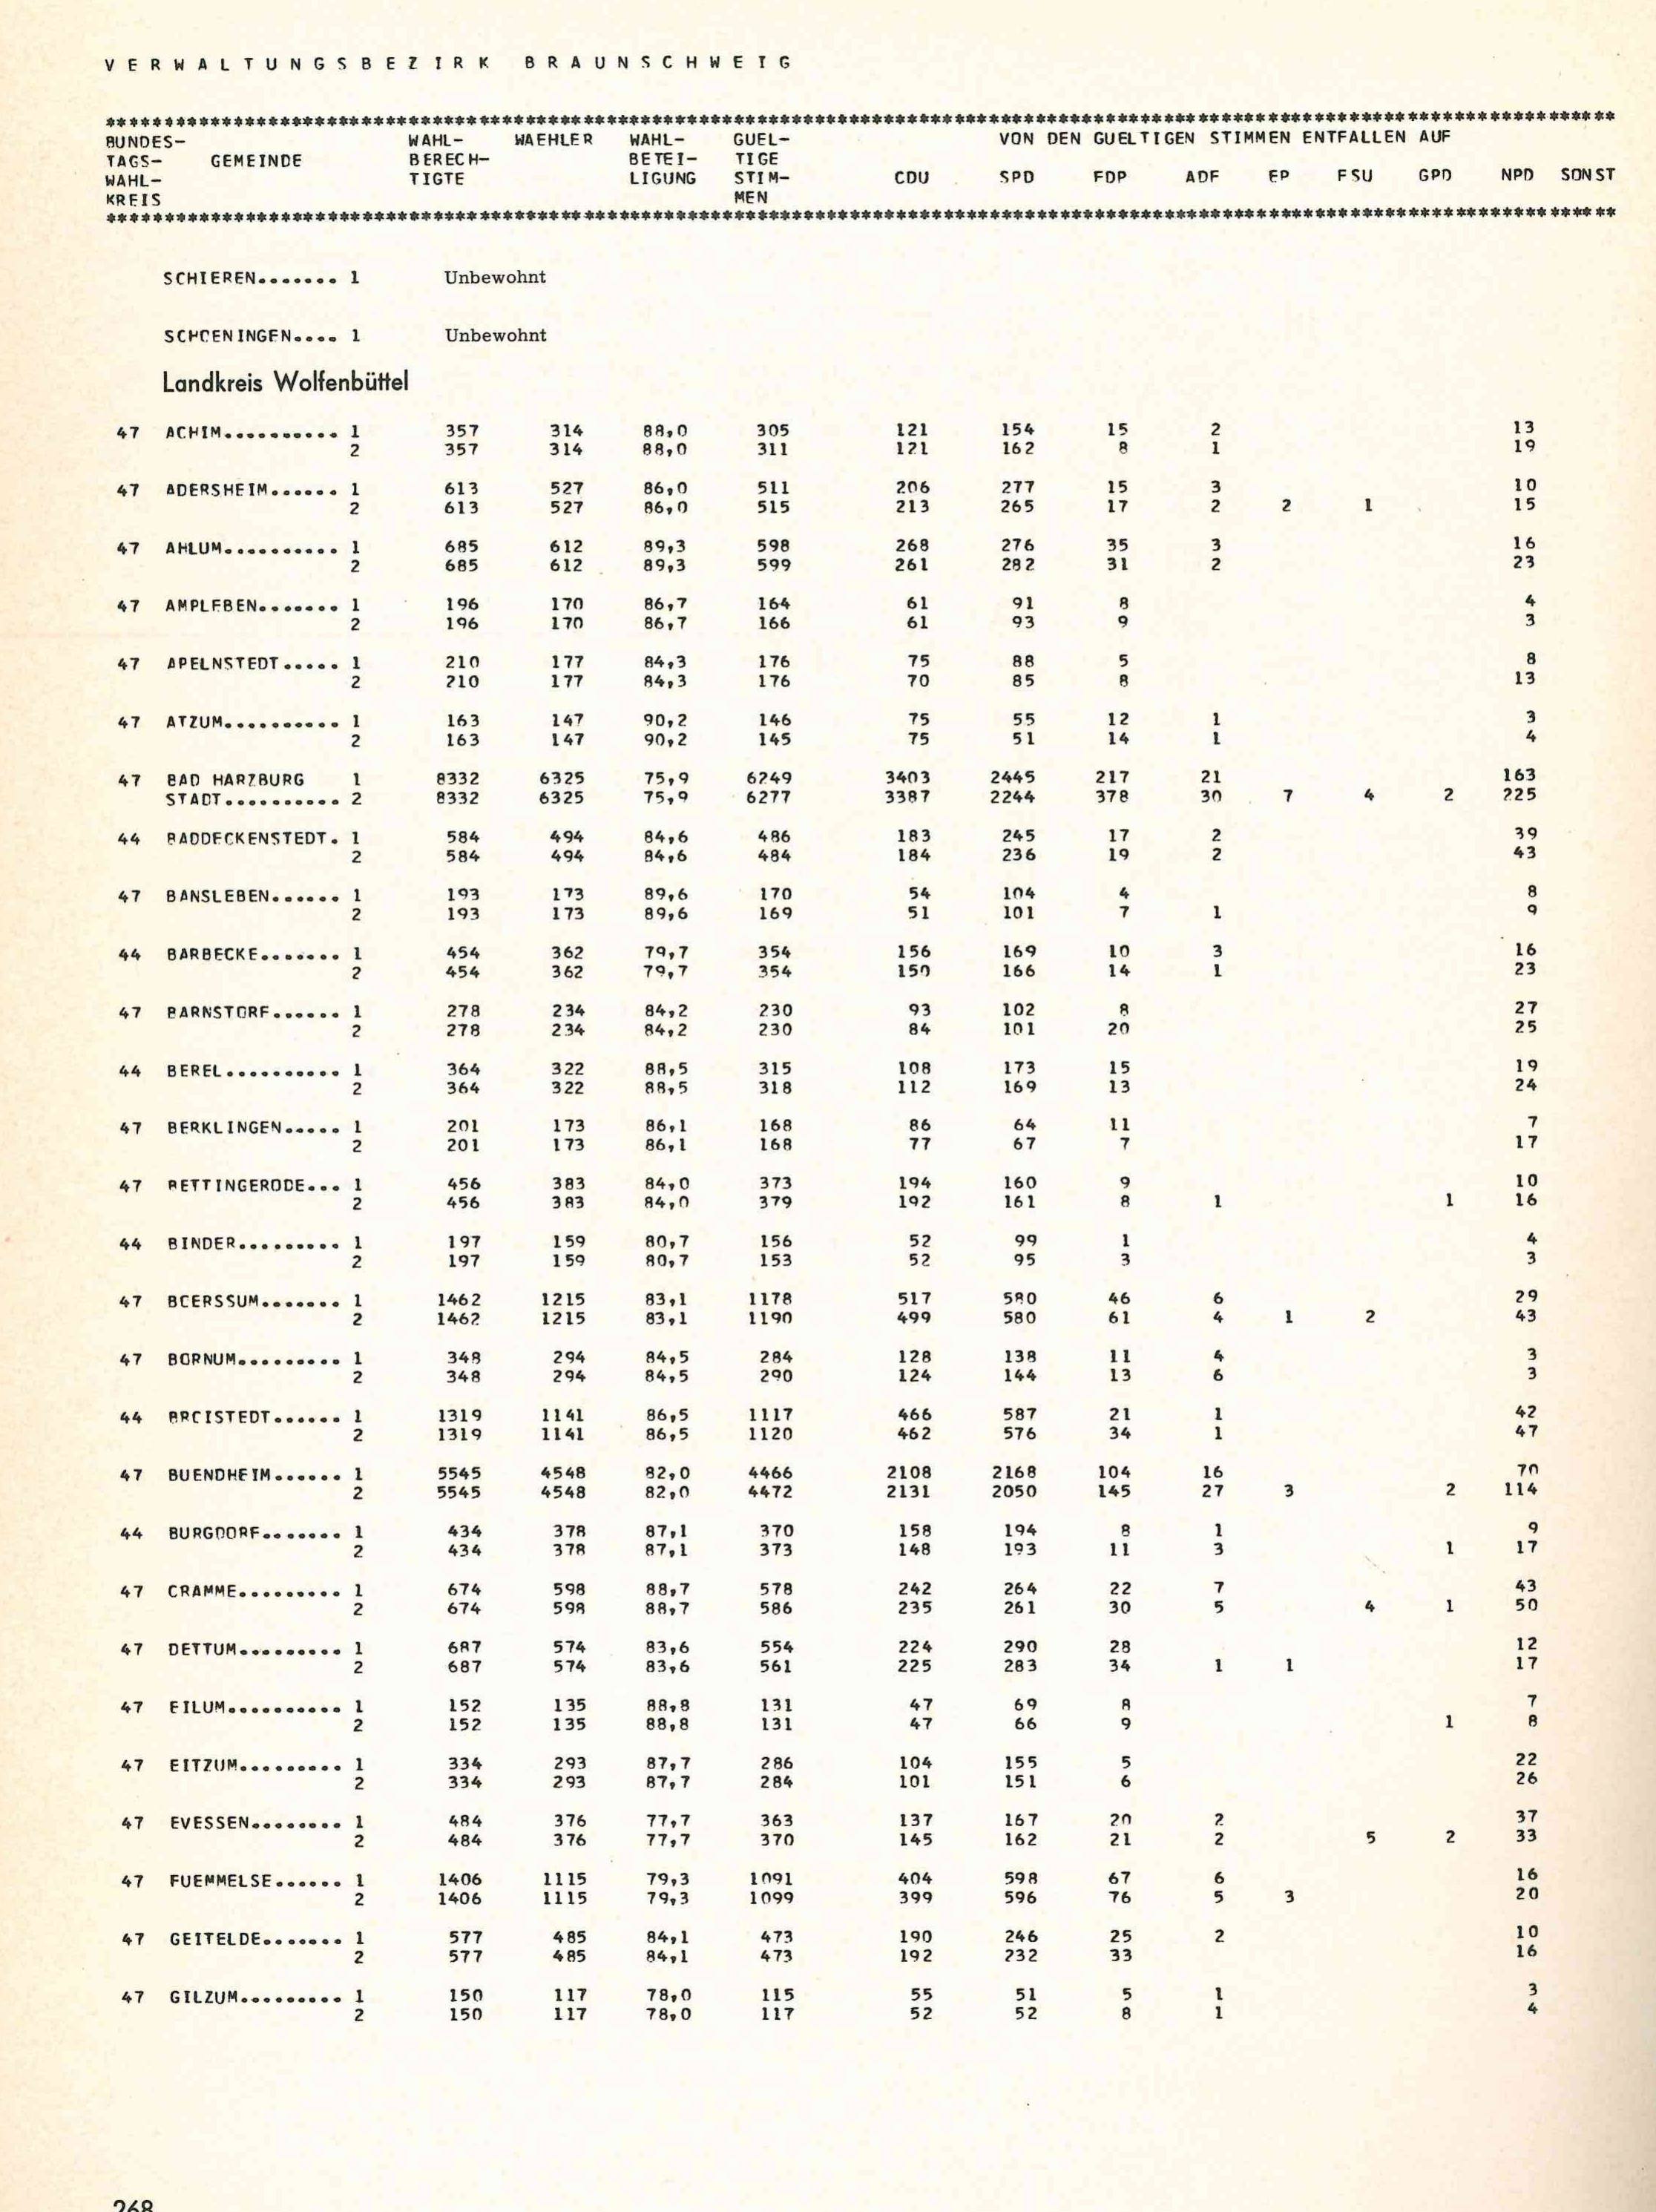 VERWALTUNGSBEZIRK BRAUNSCHWEIG
BUNDES- WAHL- WAEHLER WAHL- GUEL- VON DEN GUELTIGEN STIMMEN ENTFALLEN AUF
TAGS- GEMEINDE BERECH- BETEI- TIGE
WAHL- TIGTE LIGUNG STIM- CDU SPD FDP ADF EP FSU GPD NPD SONST
KREIS MEN
SCHIEREN....... 1 Unbewohnt
SCHOENINGEN.... 1 Unbewohnt
Landkreis Wolfenbüttel
47 ACHIM.......... 1 357 314 88,0 305 121 154 15 2 13
2 357 314 88,0 311 121 162 8 1 19
47 ADERSHEIM...... 1 613 527 86,0 511 206 277 15 3 10
2 613 527 86,0 515 213 265 17 2 2 1 15
47 AHLUM.......... 1 685 612 89,3 598 268 276 35 3 16
2 685 612 89,3 599 261 282 31 2 23
47 AMPLEBEN....... 1 196 170 86,7 164 61 91 8 4
2 196 170 86,7 166 61 93 9 3
47 APELNSTEDT..... 1 210 177 84,3 176 75 88 5 8
2 210 177 84,3 176 70 85 8 13
47 ATZUM.......... 1 163 147 90,2 146 75 55 12 1 3
2 163 147 90,2 145 75 51 14 1 4
47 BAD HARZBURG 1 8332 6325 75,9 6249 3403 2445 217 21 163
STADT.......... 2 8332 6325 75,9 6277 3387 2244 378 30 7 4 2 225
44 BADDECKENSTEDT. 1 584 494 84,6 486 183 245 17 2 39
2 584 494 84,6 484 184 236 19 2 43
47 BANSLEBEN...... 1 193 173 89,6 170 54 104 4 8
2 193 173 89,6 169 51 101 7 1 9
44 BARBECKE....... 1 454 362 79,7 354 156 169 10 3 16
2 454 362 79,7 354 150 166 14 1 23
47 BARNSTORF...... 1 278 234 84,2 230 93 102 8 27
2 278 234 84,2 230 84 101 20 25
44 BEREL.......... 1 364 322 88,5 315 108 173 15 19
2 364 322 88,5 318 112 169 13 24
47 BERKLINGEN..... 1 201 173 86,1 168 86 64 11 7
2 201 173 86,1 168 77 67 7 17
47 BETTINGERODE... 1 456 383 84,0 373 194 160 9 10
2 456 383 84,0 379 192 161 8 1 1 16
44 BINDER......... 1 197 159 80,7 156 52 99 1 4
2 197 159 80,7 153 52 95 3 3
47 BOERSSUM....... 1 1462 1215 83,1 1178 517 580 46 6 29
2 1462 1215 83,1 1190 499 580 61 4 1 2 43
47 BORNUM......... 1 348 294 84,5 284 128 138 11 4 3
2 348 294 84,5 290 124 144 13 6 3
44 BROISTEDT...... 1 1319 1141 86,5 1117 466 587 21 1 42
2 1319 1141 86,5 1120 462 576 34 1 47
47 BUENDHEIM...... 1 5545 4548 82,0 4466 2108 2168 104 16 70
2 5545 4548 82,0 4472 2131 2050 145 27 3 2 114
44 BURGDORF....... 1 434 378 87,1 370 158 194 8 1 9
2 434 378 87,1 373 148 193 11 3 1 17
47 CRAMME......... 1 674 598 88,7 578 242 264 22 7 43
2 674 598 88,7 586 235 261 30 5 4 1 50
47 DETTUM......... 1 687 574 83,6 554 224 290 28 12
2 687 574 83,6 561 225 283 34 1 1 17
47 EILUM.......... 1 152 135 88,8 131 47 69 8 7
2 152 135 88,8 131 47 66 9 1 8
47 EITZUM......... 1 334 293 87,7 286 104 155 5 22
2 334 293 87,7 284 101 151 6 26
47 EVESSEN........ 1 484 376 77,7 363 137 167 20 2 37
2 484 376 77,7 370 145 162 21 2 5 2 33
47 FUEMMELSE...... 1 1406 1115 79,3 1091 404 598 67 6 16
2 1406 1115 79,3 1099 399 596 76 5 3 20
47 GEITELDE....... 1 577 485 84,1 473 190 246 25 2 10
2 577 485 84,1 473 192 232 33 16
47 GILZUM......... 1 150 117 78,0 115 55 51 5 1 3
2 150 117 78,0 117 52 52 8 1 4
268